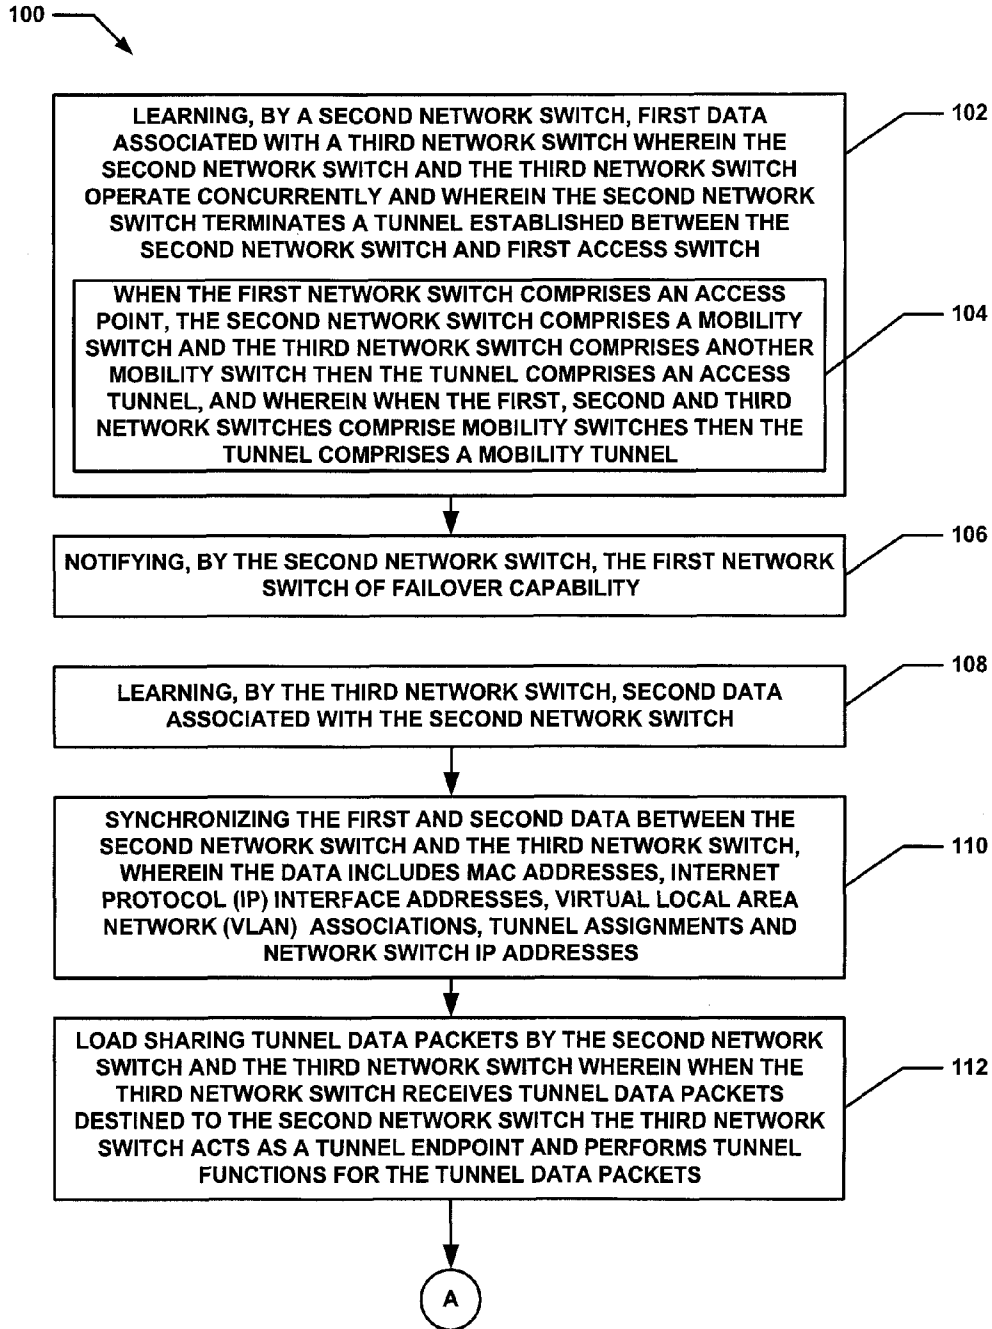 100
LEARNING, BY A SECOND NETWORK SWITCH, FIRST DATA
ASSOCIATED WITH A THIRD NETWORK SWITCH WHEREIN THE
SECOND NETWORK SWITCH AND THE THIRD NETWORK SWITCH
OPERATE CONCURRENTLY AND WHEREIN THE SECOND NETWORK
SWITCH TERMINATES A TUNNEL ESTABLISHED BETWEEN THE
SECOND NETWORK SWITCH AND FIRST ACCESS SWITCH
102
WHEN THE FIRST NETWORK SWITCH COMPRISES AN ACCESS
POINT, THE SECOND NETWORK SWITCH COMPRISES A MOBILITY
SWITCH AND THE THIRD NETWORK SWITCH COMPRISES ANOTHER
MOBILITY SWITCH THEN THE TUNNEL COMPRISES AN ACCESS
TUNNEL, AND WHEREIN WHEN THE FIRST, SECOND AND THIRD
NETWORK SWITCHES COMPRISE MOBILITY SWITCHES THEN THE
TUNNEL COMPRISES A MOBILITY TUNNEL
104
NOTIFYING, BY THE SECOND NETWORK SWITCH, THE FIRST NETWORK
SWITCH OF FAILOVER CAPABILITY
106
LEARNING, BY THE THIRD NETWORK SWITCH, SECOND DATA
ASSOCIATED WITH THE SECOND NETWORK SWITCH
108
SYNCHRONIZING THE FIRST AND SECOND DATA BETWEEN THE
SECOND NETWORK SWITCH AND THE THIRD NETWORK SWITCH,
WHEREIN THE DATA INCLUDES MAC ADDRESSES, INTERNET
PROTOCOL (IP) INTERFACE ADDRESSES, VIRTUAL LOCAL AREA
NETWORK (VLAN) ASSOCIATIONS, TUNNEL ASSIGNMENTS AND
NETWORK SWITCH IP ADDRESSES
110
LOAD SHARING TUNNEL DATA PACKETS BY THE SECOND NETWORK
SWITCH AND THE THIRD NETWORK SWITCH WHEREIN WHEN THE
THIRD NETWORK SWITCH RECEIVES TUNNEL DATA PACKETS
DESTINED TO THE SECOND NETWORK SWITCH THE THIRD NETWORK
SWITCH ACTS AS A TUNNEL ENDPOINT AND PERFORMS TUNNEL
FUNCTIONS FOR THE TUNNEL DATA PACKETS
112
A